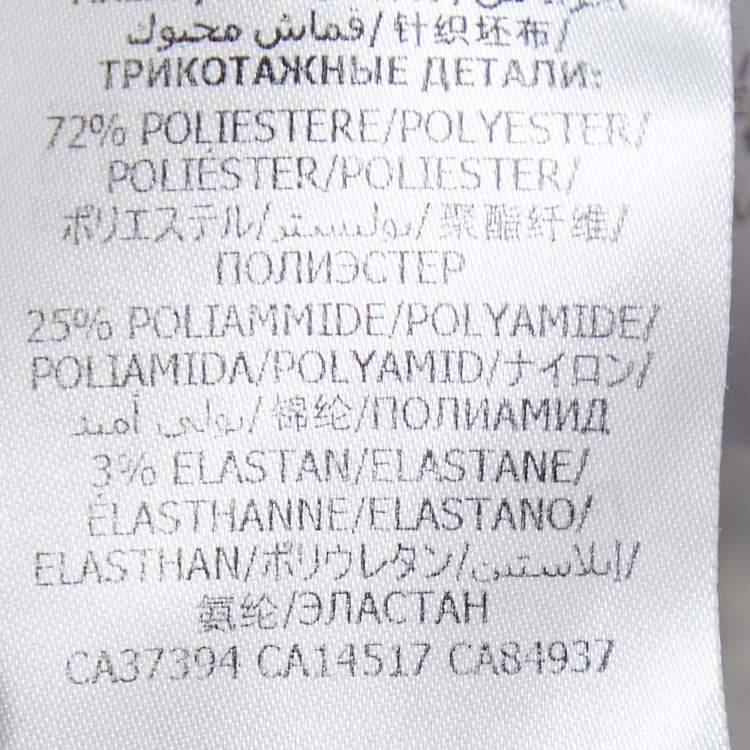 قماش محبوك/针织坯布/
ТРИКОТАЖНЫЕ ДЕТАЛИ:
72% POLIESTERE/POLYESTER/
POLIÉSTER/POLIESTER/
ポリエステル/بوليستر/聚酯纤维/
ПОЛИЭСТЕР
25% POLIAMMIDE/POLYAMIDE/
POLIAMIDA/POLYAMID/ナイロン/
بولي أميد/锦纶/ПОЛИАМИД
3% ELASTAN/ELASTANE/
ÉLASTHANNE/ELASTANO/
ELASTHAN/ポリウレタン/إيلاستين/
氨纶/ЭЛАСТАН
CA37394 CA14517 CA84937